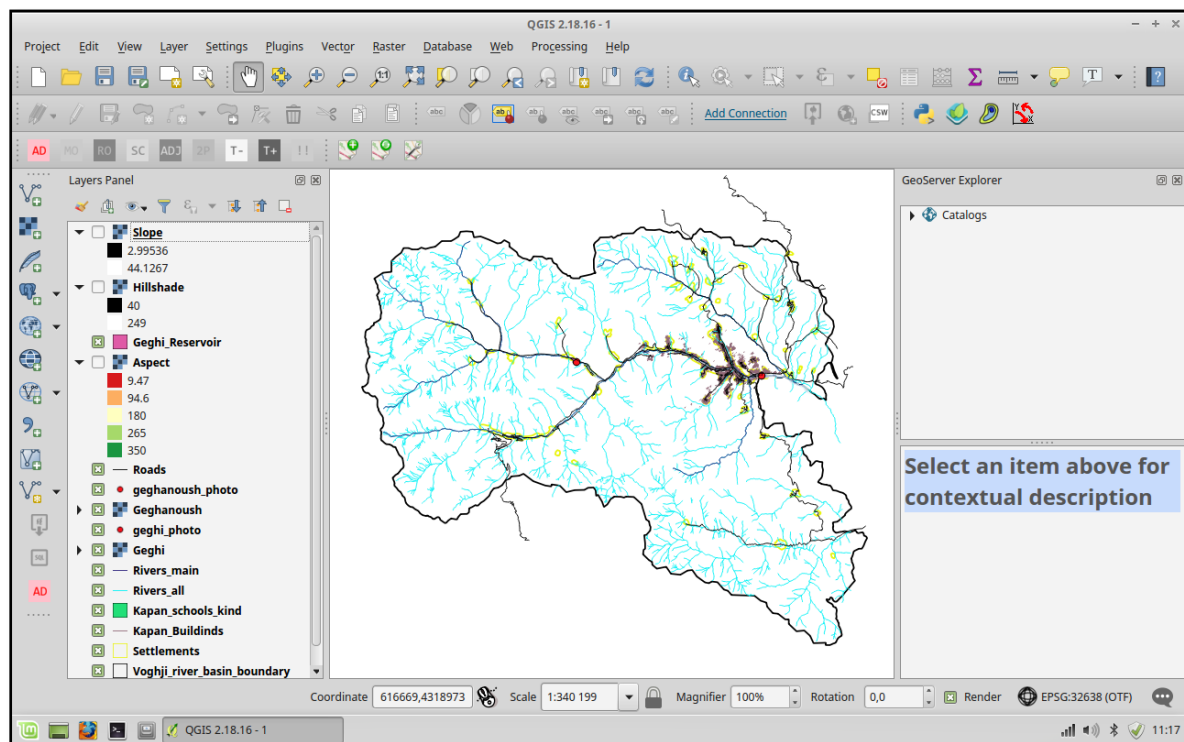 QGIS 2.18.16 - 1
Project Edit View Layer Settings Plugins Vector Raster Database Web Processing Help
Add Connection
CSW
AD MO RO SC ADJ 2P T- T+ !!
Layers Panel
Slope
2.99536
44.1267
Hillshade
40
249
Geghi_Reservoir
Aspect
9.47
94.6
180
265
350
Roads
geghanoush_photo
Geghanoush
geghi_photo
Geghi
Rivers_main
Rivers_all
Kapan_schools_kind
Kapan_Buildinds
Settlements
Voghji_river_basin_boundary
AD
GeoServer Explorer
Catalogs
Select an item above for
contextual description
Coordinate 616669,4318973 Scale 1:340 199 Magnifier 100% Rotation 0,0 Render EPSG:32638 (OTF)
QGIS 2.18.16 - 1 11:17